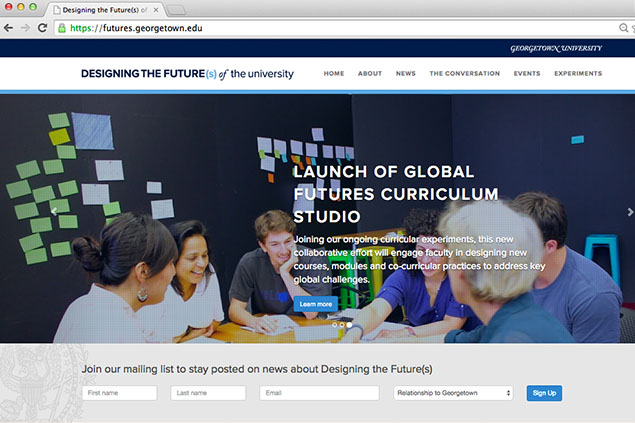 Designing the Future(s) of
https://futures.georgetown.edu
GEORGETOWN UNIVERSITY
DESIGNING THE FUTURE(s) of the university
HOME ABOUT NEWS THE CONVERSATION EVENTS EXPERIMENTS
LAUNCH OF GLOBAL
FUTURES CURRICULUM
STUDIO
Joining our ongoing curricular experiments, this new
collaborative effort will engage faculty in designing new
courses, modules and co-curricular practices to address key
global challenges.
Learn more
Join our mailing list to stay posted on news about Designing the Future(s)
First name Last name Email Relationship to Georgetown Sign Up